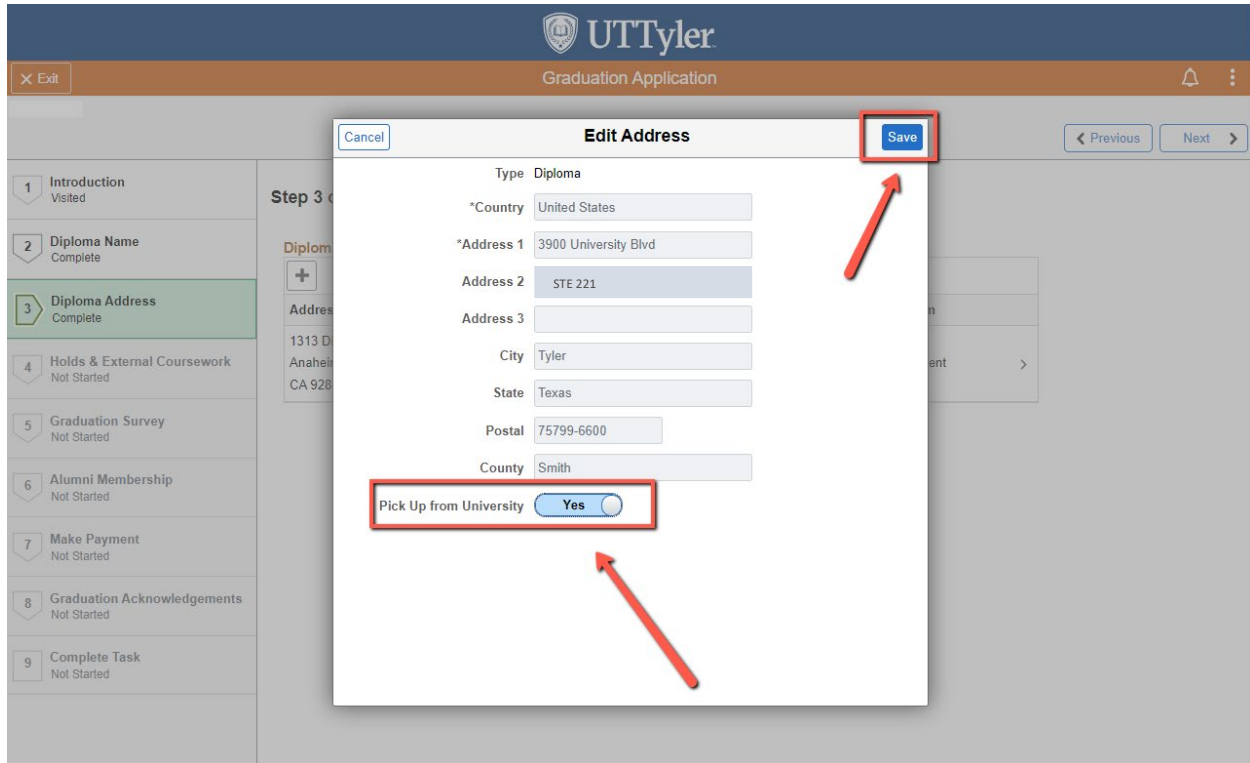 UTTyler
Exit
Graduation Application
Previous
Next
1 Introduction
Visited
2 Diploma Name
Complete
3 Diploma Address
Complete
4 Holds & External Coursework
Not Started
5 Graduation Survey
Not Started
6 Alumni Membership
Not Started
7 Make Payment
Not Started
8 Graduation Acknowledgements
Not Started
9 Complete Task
Not Started
Step 3
Diplom
Addres
1313 D
Anahei
CA 928
ent
Cancel
Edit Address
Save
Type Diploma
*Country United States
*Address 1 3900 University Blvd
Address 2 STE 221
Address 3
City Tyler
State Texas
Postal 75799-6600
County Smith
Pick Up from University Yes